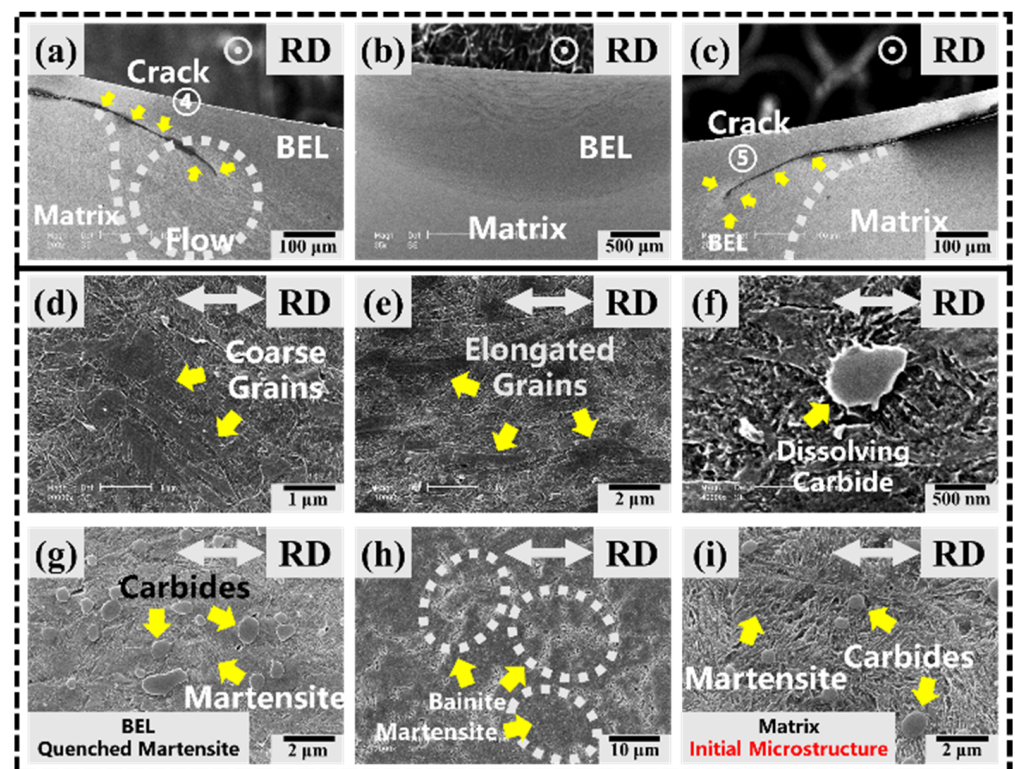 (a)
RD
Crack
④
BEL
Matrix
Flow
100 μm
(b)
RD
BEL
Matrix
500 μm
(c)
RD
Crack
⑤
BEL
Matrix
100 μm
(d)
RD
Coarse
Grains
1 μm
(e)
RD
Elongated
Grains
2 μm
(f)
RD
Dissolving
Carbide
500 nm
(g)
RD
Carbides
Martensite
BEL
Quenched Martensite
2 μm
(h)
RD
Bainite
Martensite
10 μm
(i)
RD
Martensite
Carbides
Matrix
Initial Microstructure
2 μm